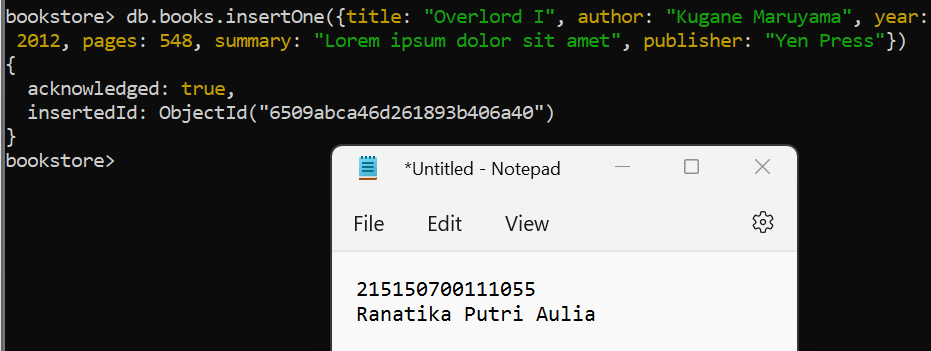 bookstore> db.books.insertOne({title: "Overlord I", author: "Kugane Maruyama", year:
2012, pages: 548, summary: "Lorem ipsum dolor sit amet", publisher: "Yen Press"})
{
  acknowledged: true,
  insertedId: ObjectId("6509abca46d261893b406a40")
}
bookstore>
*Untitled - Notepad
File Edit View
215150700111055
Ranatika Putri Aulia